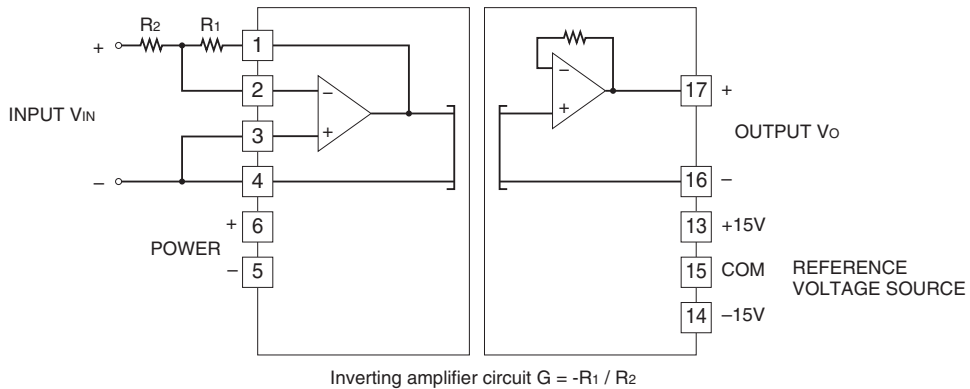 R2 R1
+ 1
2 − − 17 +
INPUT VIN
3 + + OUTPUT VO
− 4 16 −
+ 6 13 +15V
POWER
− 5 15 COM REFERENCE
VOLTAGE SOURCE
14 −15V
Inverting amplifier circuit G = -R1 / R2